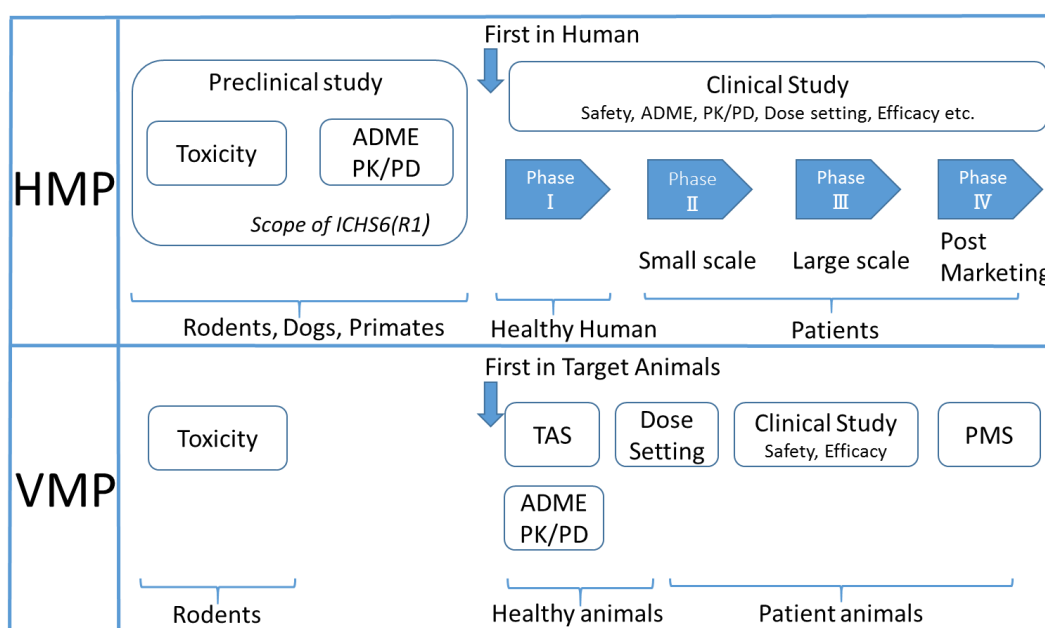 HMP
First in Human
Preclinical study
Toxicity
ADME
PK/PD
Scope of ICHS6(R1)
Clinical Study
Safety, ADME, PK/PD, Dose setting, Efficacy etc.
Phase
Ⅰ
Phase
Ⅱ
Phase
Ⅲ
Phase
Ⅳ
Small scale
Large scale
Post
Marketing
Rodents, Dogs, Primates
Healthy Human
Patients
VMP
First in Target Animals
Toxicity
TAS
Dose
Setting
Clinical Study
Safety, Efficacy
PMS
ADME
PK/PD
Rodents
Healthy animals
Patient animals